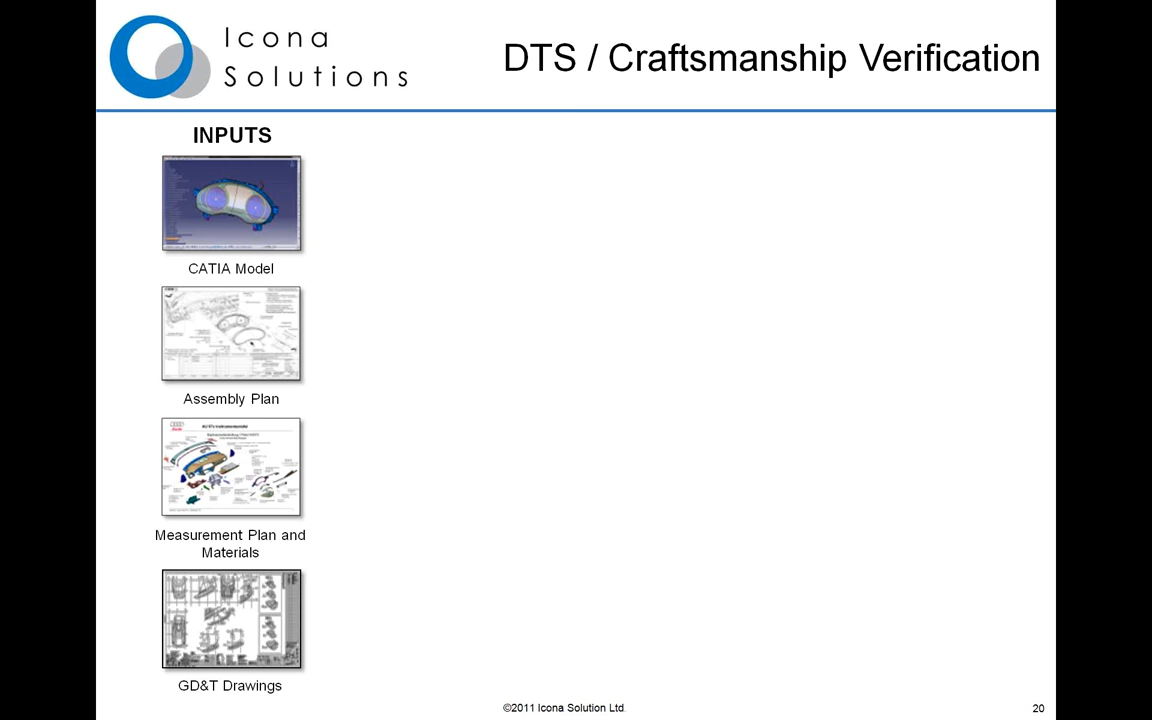 Icona
Solutions
DTS / Craftsmanship Verification
INPUTS
CATIA Model
Assembly Plan
Audi
Measurement Plan and
Materials
GD&T Drawings
©2011 Icona Solution Ltd.
20